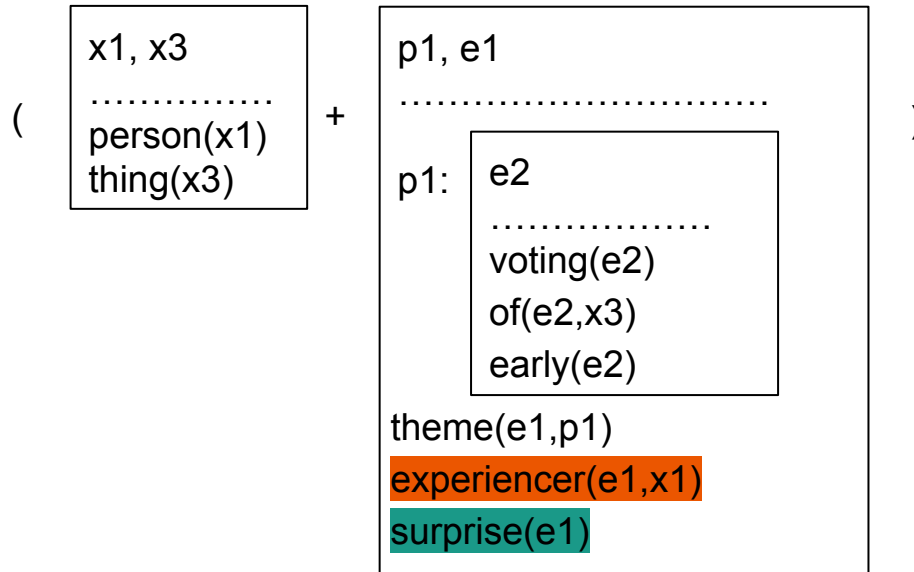 x1, x3
……………
person(x1)
thing(x3)
(
+
p1, e1
…………………………
p1:
e2
………………
voting(e2)
of(e2,x3)
early(e2)
theme(e1,p1)
experiencer(e1,x1)
surprise(e1)
)